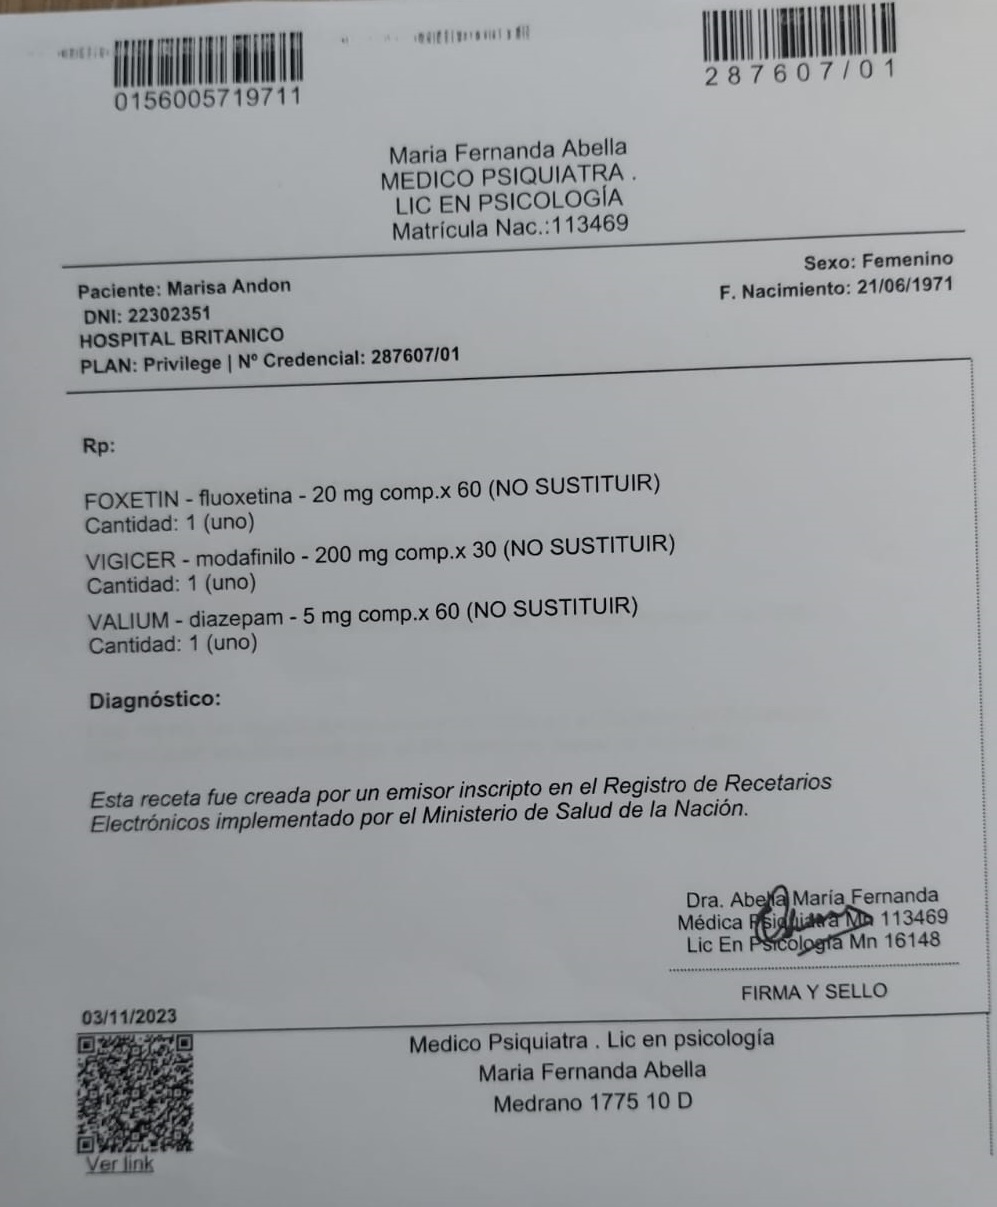 0156005719711
287607/01
Maria Fernanda Abella
MEDICO PSIQUIATRA .
LIC EN PSICOLOGÍA
Matrícula Nac.:113469
Paciente: Marisa Andon
Sexo: Femenino
DNI: 22302351
F. Nacimiento: 21/06/1971
HOSPITAL BRITANICO
PLAN: Privilege | Nº Credencial: 287607/01
Rp:
FOXETIN - fluoxetina - 20 mg comp.x 60 (NO SUSTITUIR)
Cantidad: 1 (uno)
VIGICER - modafinilo - 200 mg comp.x 30 (NO SUSTITUIR)
Cantidad: 1 (uno)
VALIUM - diazepam - 5 mg comp.x 60 (NO SUSTITUIR)
Cantidad: 1 (uno)
Diagnóstico:
Esta receta fue creada por un emisor inscripto en el Registro de Recetarios
Electrónicos implementado por el Ministerio de Salud de la Nación.
Dra. Abella María Fernanda
Médica Psiquiatra Mn 113469
Lic En Psicología Mn 16148
FIRMA Y SELLO
03/11/2023
Medico Psiquiatra . Lic en psicología
Maria Fernanda Abella
Medrano 1775 10 D
Ver link